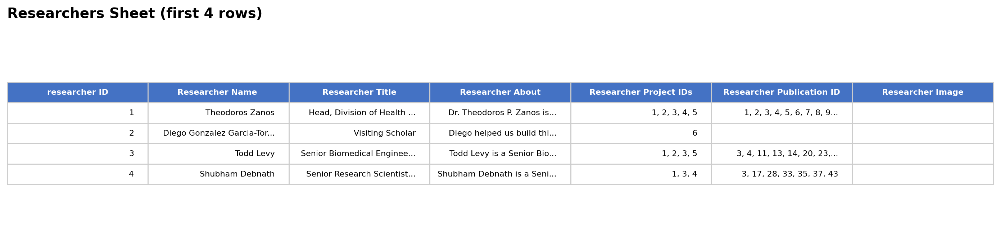 Researchers Sheet (first 4 rows)
researcher ID Researcher Name Researcher Title Researcher About Researcher Project IDs Researcher Publication ID Researcher Image
1 Theodoros Zanos Head, Division of Health ... Dr. Theodoros P. Zanos is... 1, 2, 3, 4, 5 1, 2, 3, 4, 5, 6, 7, 8, 9...
2 Diego Gonzalez Garcia-Tor... Visiting Scholar Diego helped us build thi... 6
3 Todd Levy Senior Biomedical Enginee... Todd Levy is a Senior Bio... 1, 2, 3, 5 3, 4, 11, 13, 14, 20, 23,...
4 Shubham Debnath Senior Research Scientist... Shubham Debnath is a Seni... 1, 3, 4 3, 17, 28, 33, 35, 37, 43